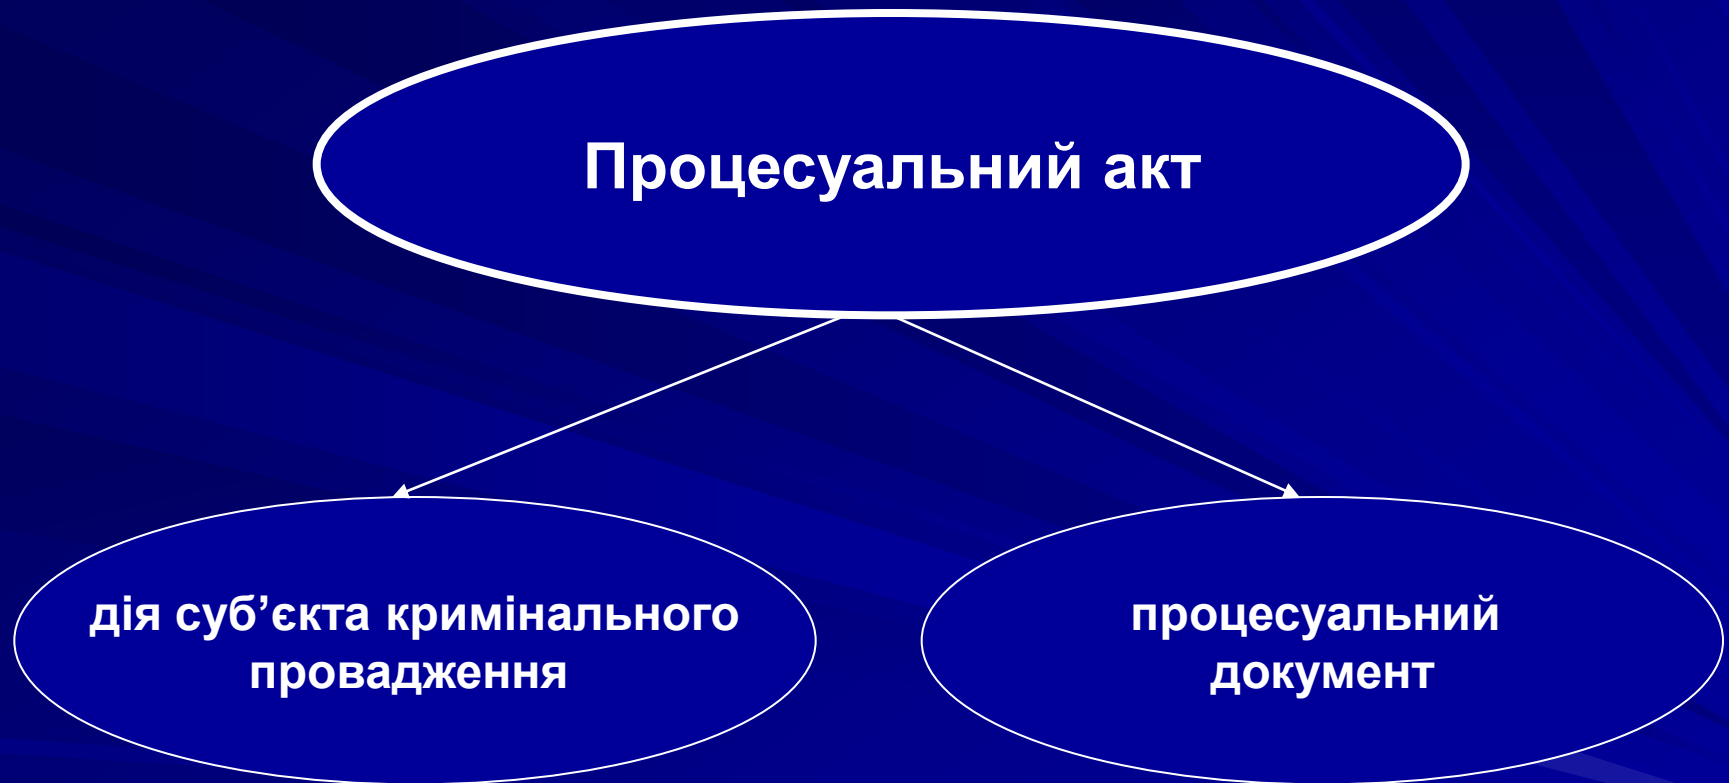 Процесуальний акт
дія суб’єкта кримінального
провадження
процесуальний
документ